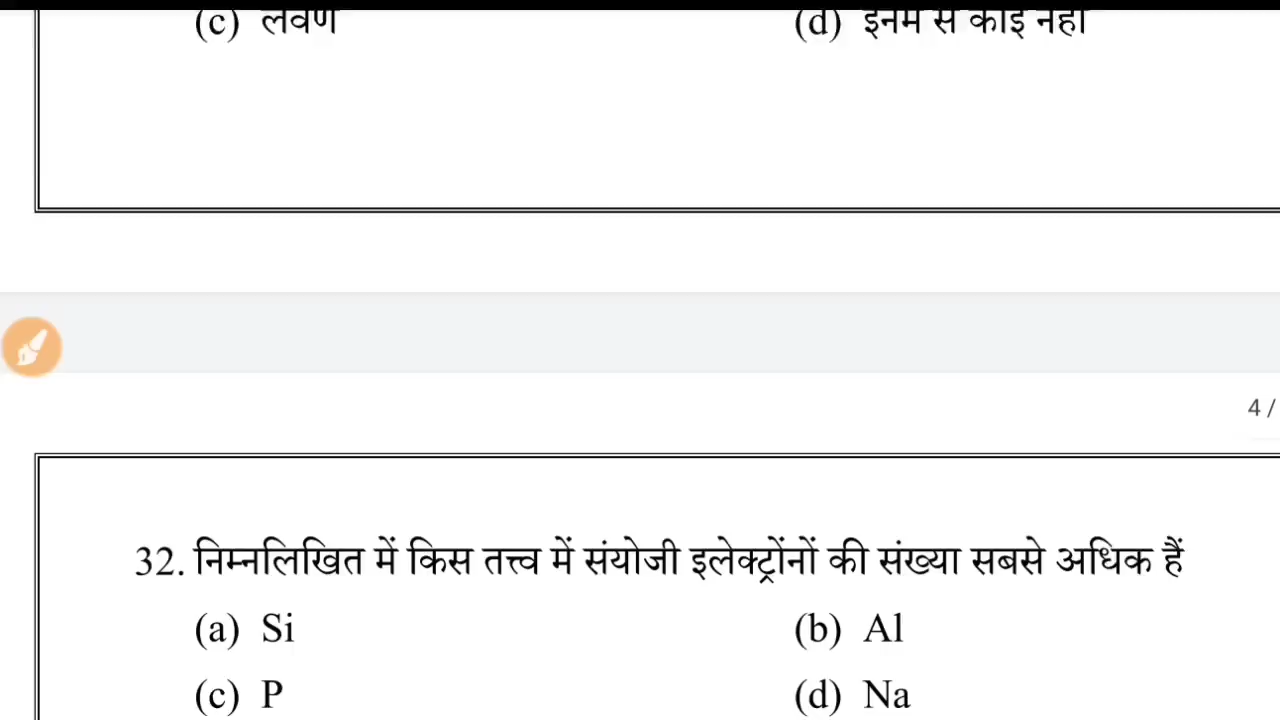 (c) लवण (d) इनमें से कोई नहीं
4 /
32. निम्नलिखित में किस तत्त्व में संयोजी इलेक्ट्रोंनों की संख्या सबसे अधिक हैं
(a) Si (b) Al
(c) P (d) Na